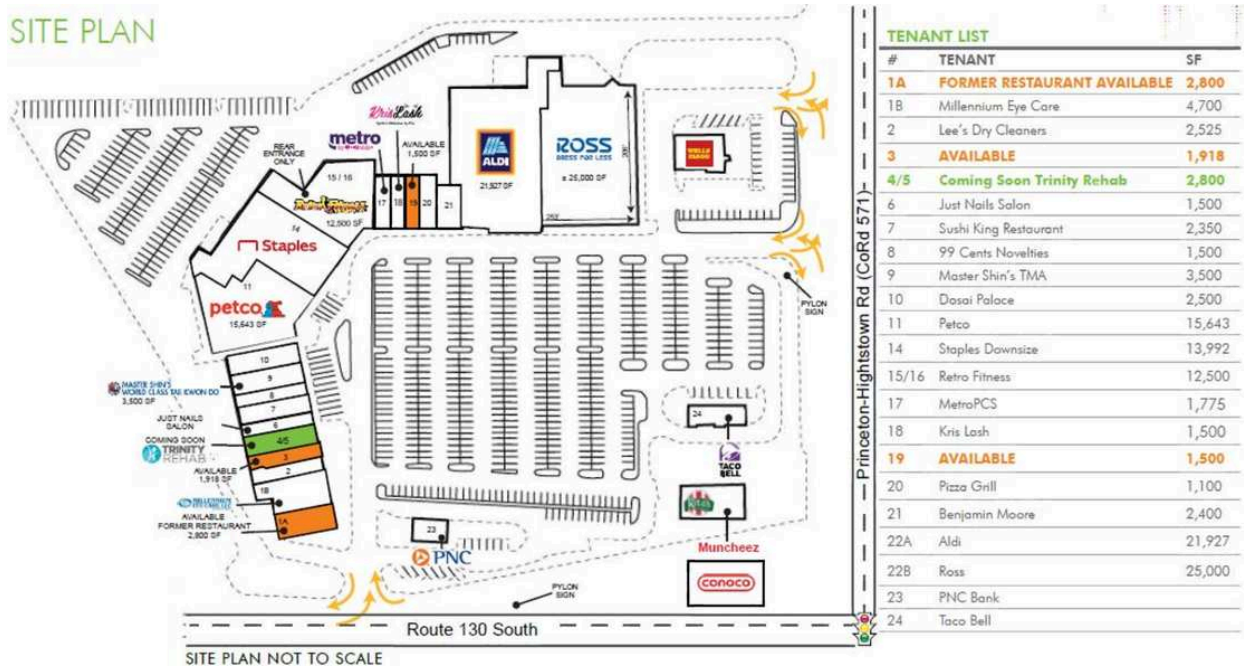 SITE PLAN
Kris Lash
metro
AVAILABLE
1,500 SF
REAR
ENTRANCE
ONLY
15 / 16
12,500 SF
17
18
19
20
21
ALDI
21,927 SF
ROSS
DRESS FOR LESS
± 25,000 SF
WELLS
FARGO
14
Staples
11
petco
15,643 SF
PYLON
SIGN
Princeton-Hightstown Rd (CoRd 571)
10
9
8
7
6
4/5
3
2
1B
1A
MASTER SHIN'S
WORLD CLASS TAE KWON DO
3,500 SF
JUST NAILS
SALON
COMING SOON
TRINITY
REHAB
AVAILABLE
1,918 SF
AVAILABLE
FORMER RESTAURANT
2,800 SF
24
TACO
BELL
23
PNC
Muncheez
conoco
PYLON
SIGN
Route 130 South
SITE PLAN NOT TO SCALE
TENANT LIST
# TENANT SF
1A FORMER RESTAURANT AVAILABLE 2,800
1B Millennium Eye Care 4,700
2 Lee's Dry Cleaners 2,525
3 AVAILABLE 1,918
4/5 Coming Soon Trinity Rehab 2,800
6 Just Nails Salon 1,500
7 Sushi King Restaurant 2,350
8 99 Cents Novelties 1,500
9 Master Shin's TMA 3,500
10 Dosai Palace 2,500
11 Petco 15,643
14 Staples Downsize 13,992
15/16 Retro Fitness 12,500
17 MetroPCS 1,775
18 Kris Lash 1,500
19 AVAILABLE 1,500
20 Pizza Grill 1,100
21 Benjamin Moore 2,400
22A Aldi 21,927
22B Ross 25,000
23 PNC Bank
24 Taco Bell